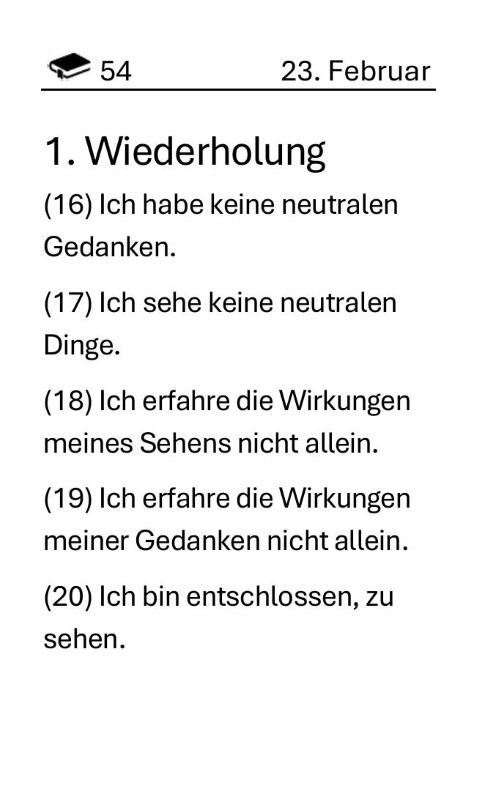 54 23. Februar
1. Wiederholung
(16) Ich habe keine neutralen
Gedanken.
(17) Ich sehe keine neutralen
Dinge.
(18) Ich erfahre die Wirkungen
meines Sehens nicht allein.
(19) Ich erfahre die Wirkungen
meiner Gedanken nicht allein.
(20) Ich bin entschlossen, zu
sehen.